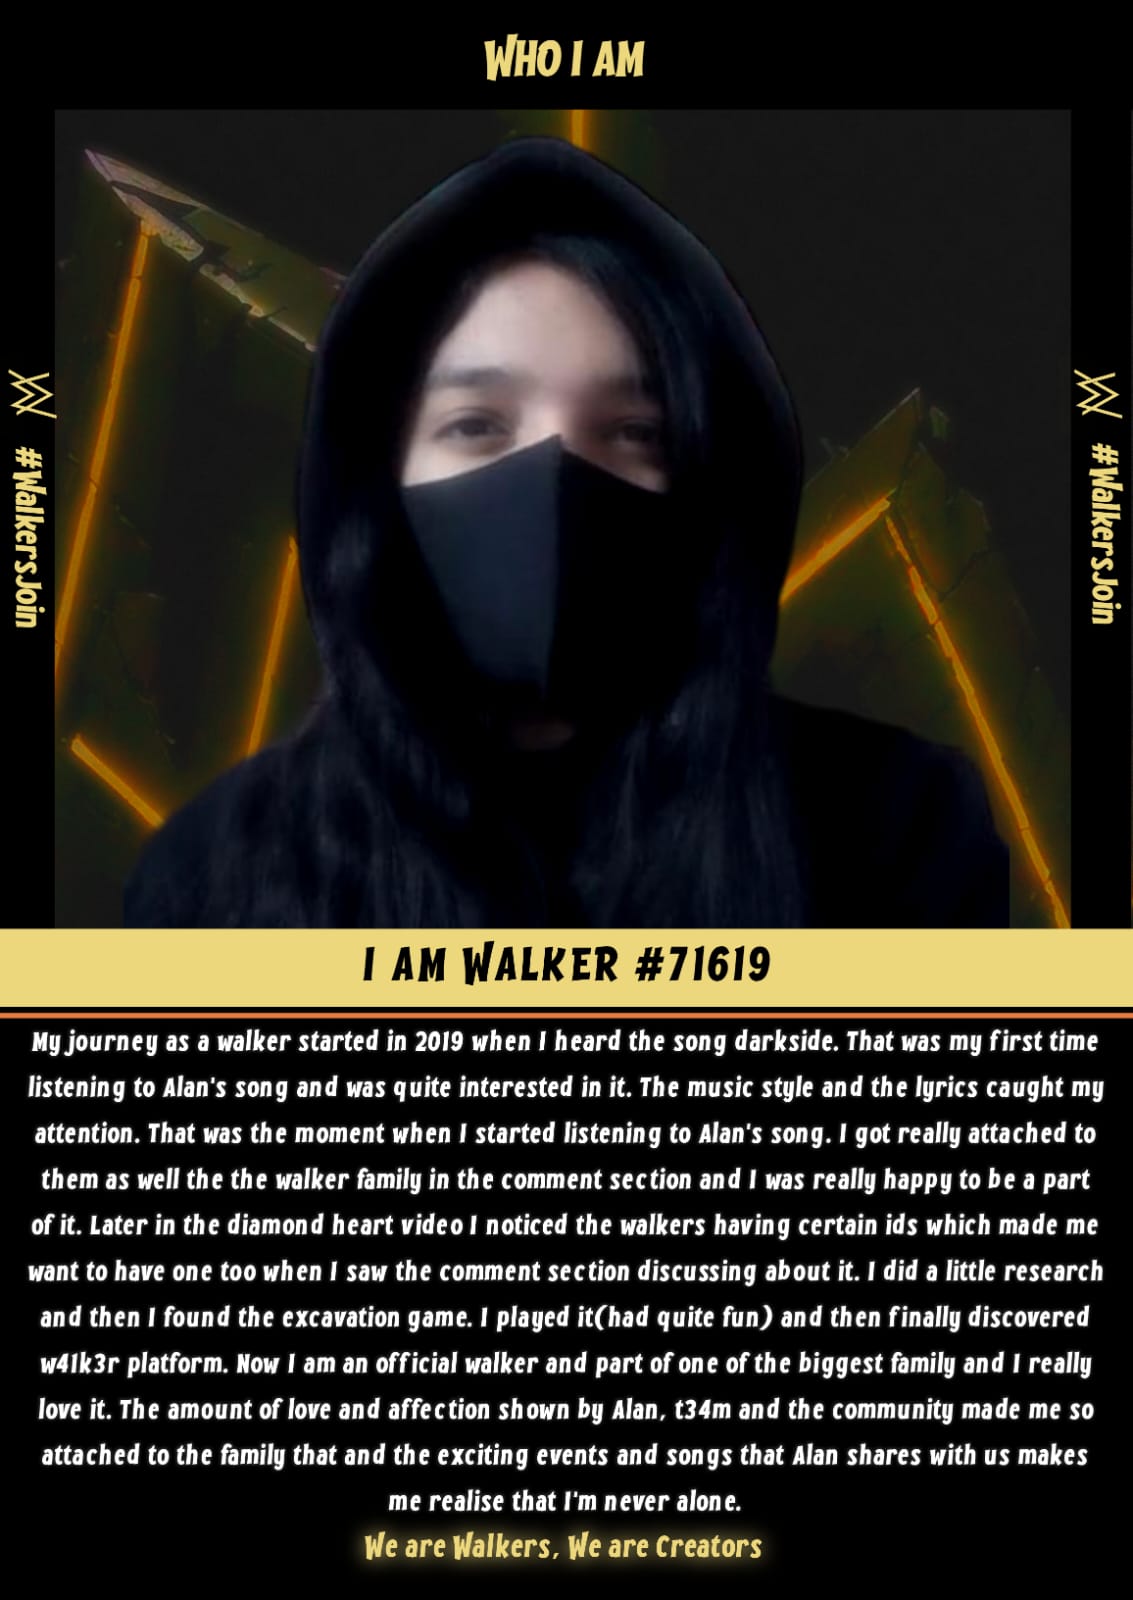 WHO I AM
#WalkersJoin
#WalkersJoin
I AM WALKER #71619
My journey as a walker started in 2019 when I heard the song darkside. That was my first time
listening to Alan's song and was quite interested in it. The music style and the lyrics caught my
attention. That was the moment when I started listening to Alan's song. I got really attached to
them as well the the walker family in the comment section and I was really happy to be a part
of it. Later in the diamond heart video I noticed the walkers having certain ids which made me
want to have one too when I saw the comment section discussing about it. I did a little research
and then I found the excavation game. I played it(had quite fun) and then finally discovered
w41k3r platform. Now I am an official walker and part of one of the biggest family and I really
love it. The amount of love and affection shown by Alan, t34m and the community made me so
attached to the family that and the exciting events and songs that Alan shares with us makes
me realise that I'm never alone.
We are Walkers, We are Creators